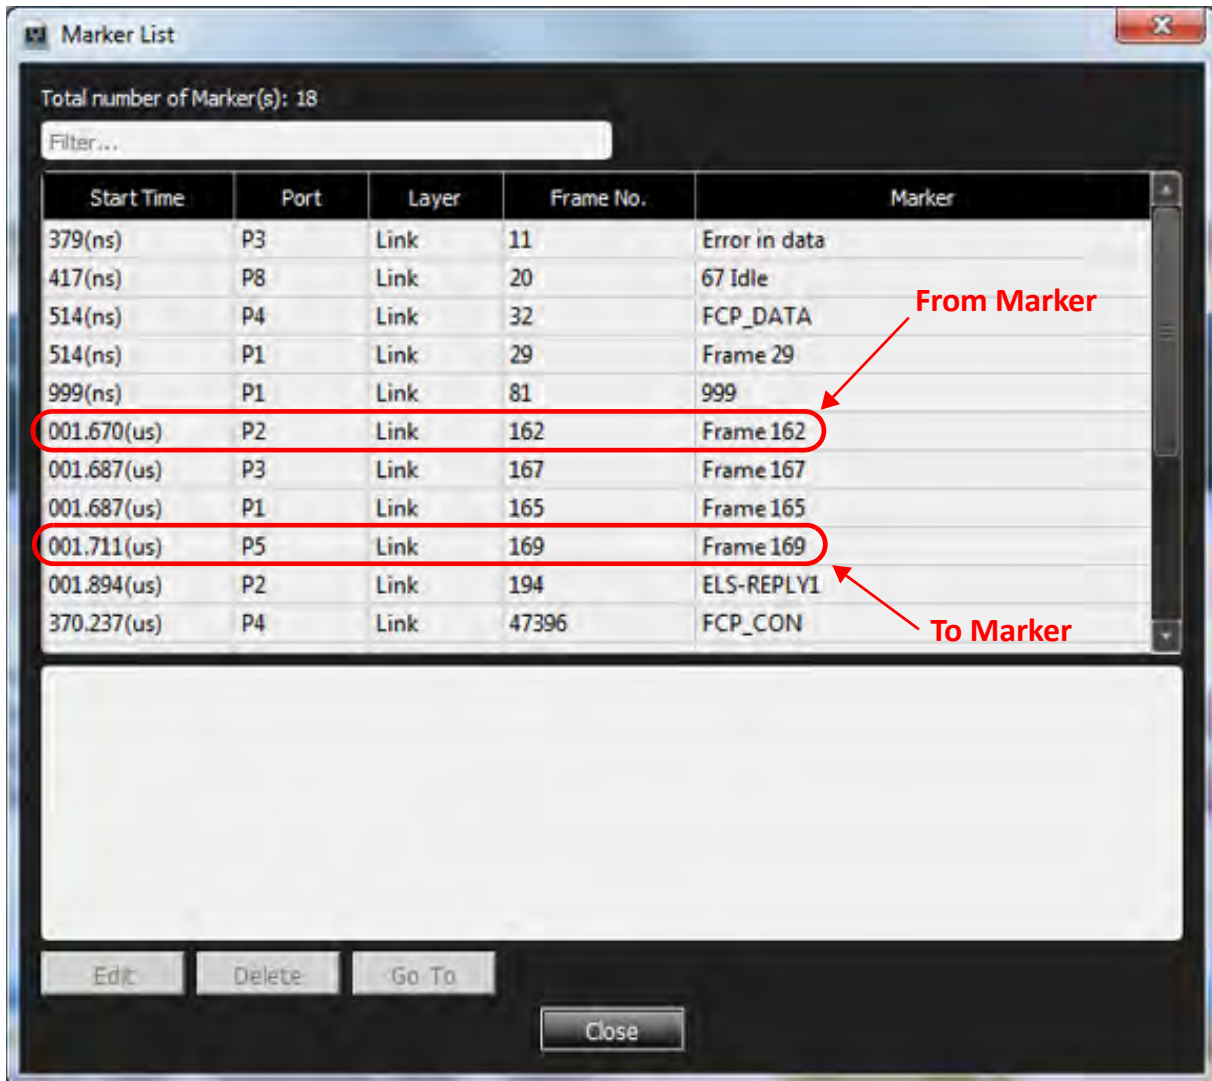 Marker List
Total number of Marker(s): 18
Filter...
Start Time Port Layer Frame No. Marker
379(ns) P3 Link 11 Error in data
417(ns) P8 Link 20 67 Idle
From Marker
514(ns) P4 Link 32 FCP_DATA
514(ns) P1 Link 29 Frame 29
999(ns) P1 Link 81 999
001.670(us) P2 Link 162 Frame 162
001.687(us) P3 Link 167 Frame 167
001.687(us) P1 Link 165 Frame 165
001.711(us) P5 Link 169 Frame 169
001.894(us) P2 Link 194 ELS-REPLY1
370.237(us) P4 Link 47396 FCP_CON
To Marker
Edit Delete Go To
Close